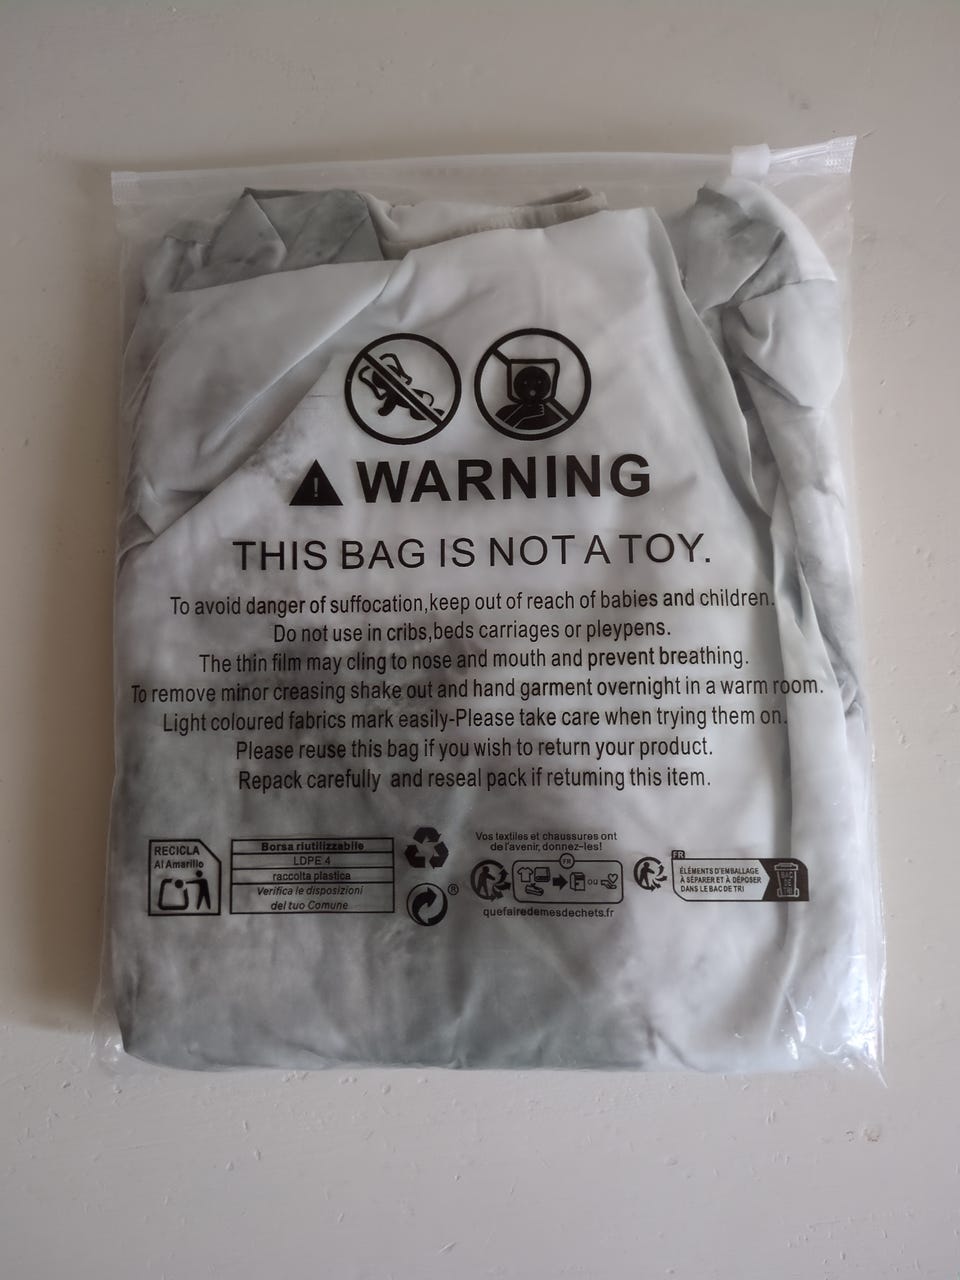 WARNING
THIS BAG IS NOT A TOY.
To avoid danger of suffocation,keep out of reach of babies and children.
Do not use in cribs,beds carriages or pleypens.
The thin film may cling to nose and mouth and prevent breathing.
To remove minor creasing shake out and hand garment overnight in a warm room.
Light coloured fabrics mark easily-Please take care when trying them on.
Please reuse this bag if you wish to return your product.
Repack carefully and reseal pack if retuming this item.
RECICLA
Al Amarillo
Borsa riutilizzabile
LDPE 4
raccolta plastica
Verifica le disposizioni
del tuo Comune
®
Vos textiles et chaussures ont
de l'avenir, donnez-les!
FR
ou
quefairedemesdechets.fr
FR
ÉLÉMENTS D'EMBALLAGE
À SÉPARER ET À DÉPOSER
DANS LE BAC DE TRI
BAC
DE
TRI